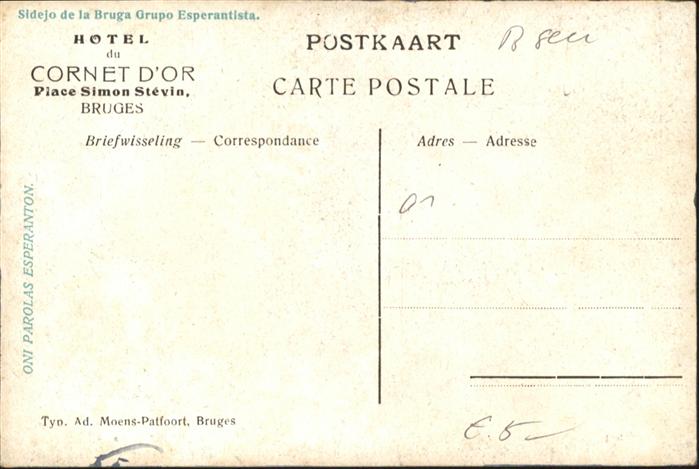 Sidejo de la Bruga Grupo Esperantista.
HOTEL
du
CORNET D'OR
Place Simon Stévin,
BRUGES
POSTKAART
CARTE POSTALE
Briefwisseling — Correspondance
Adres — Adresse
ONI PAROLAS ESPERANTON.
Typ. Ad. Moens-Patfoort, Bruges
€ 5 —